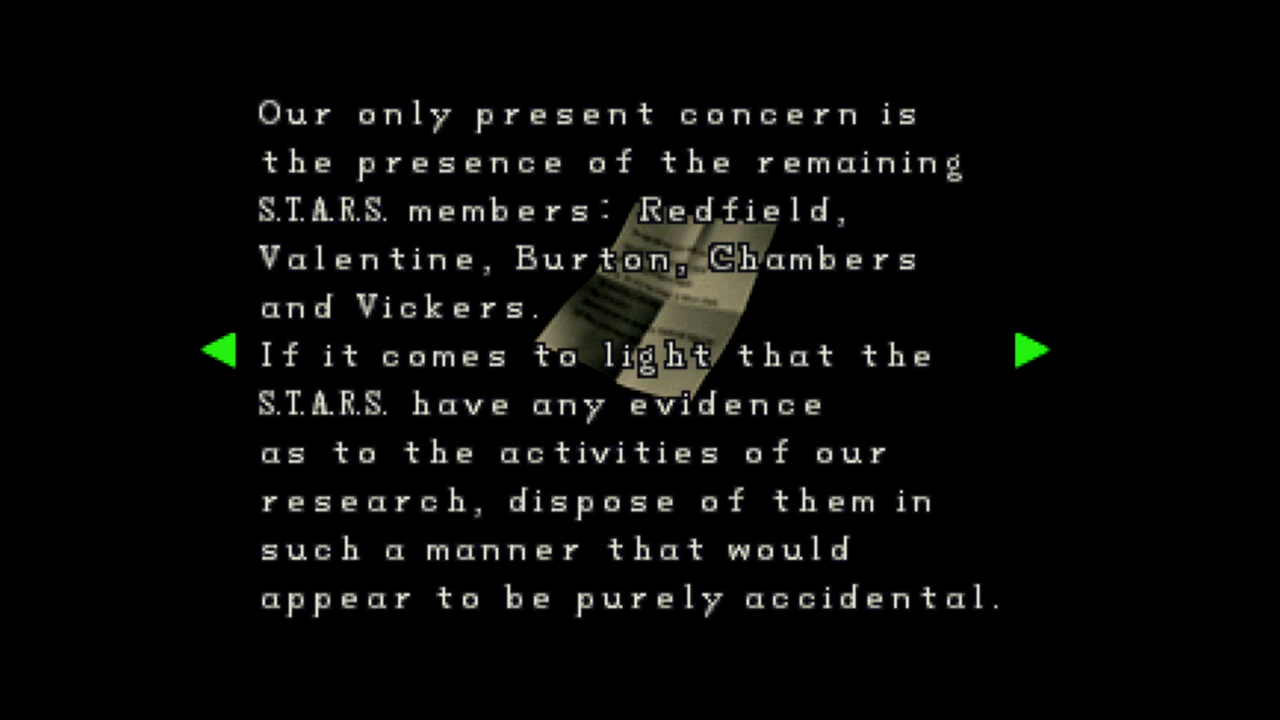 Our only present concern is
the presence of the remaining
S.T.A.R.S. members: Redfield,
Valentine, Burton, Chambers
and Vickers.
If it comes to light that the
S.T.A.R.S. have any evidence
as to the activities of our
research, dispose of them in
such a manner that would
appear to be purely accidental.